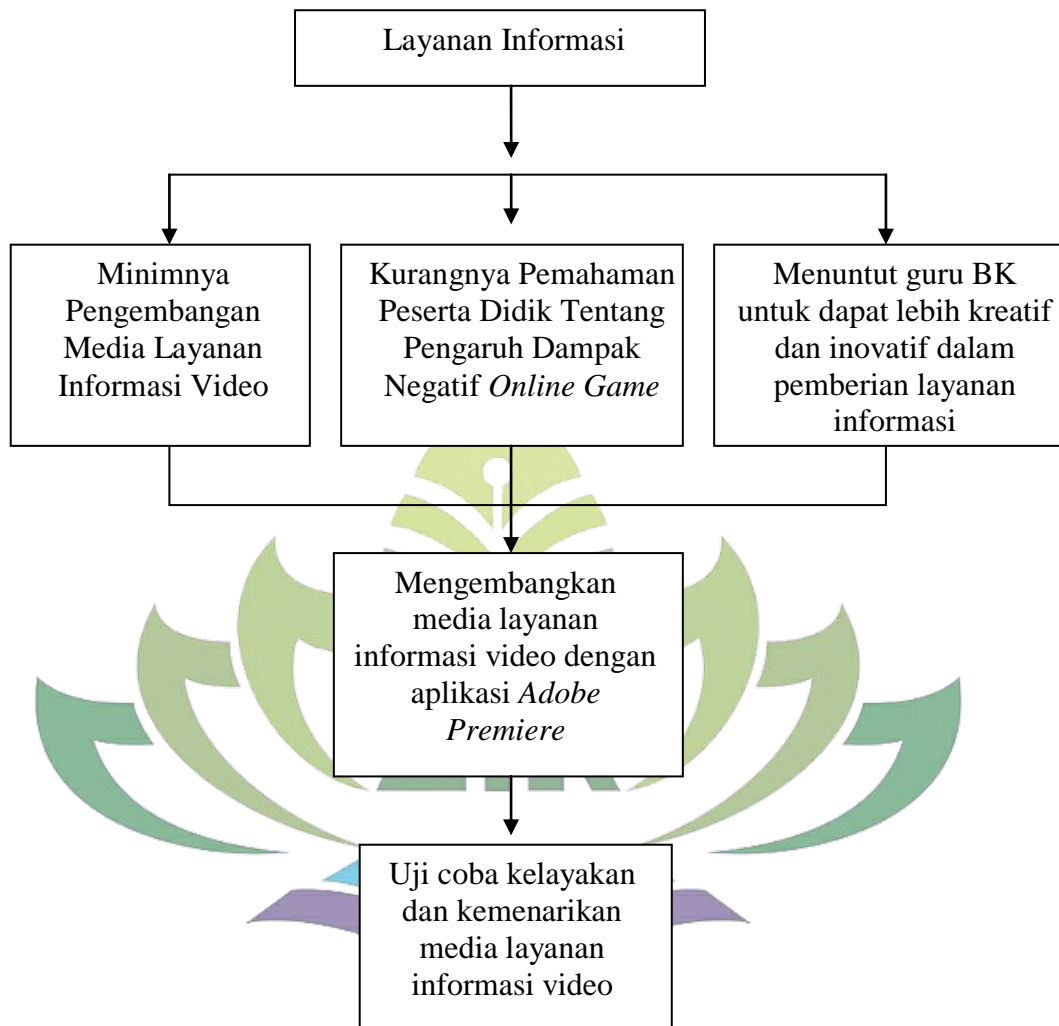 Layanan Informasi
Minimnya
Pengembangan
Media Layanan
Informasi Video
Kurangnya Pemahaman
Peserta Didik Tentang
Pengaruh Dampak
Negatif Online Game
Menuntut guru BK
untuk dapat lebih kreatif
dan inovatif dalam
pemberian layanan
informasi
Mengembangkan
media layanan
informasi video dengan
aplikasi Adobe
Premiere
Uji coba kelayakan
dan kemenarikan
media layanan
informasi video